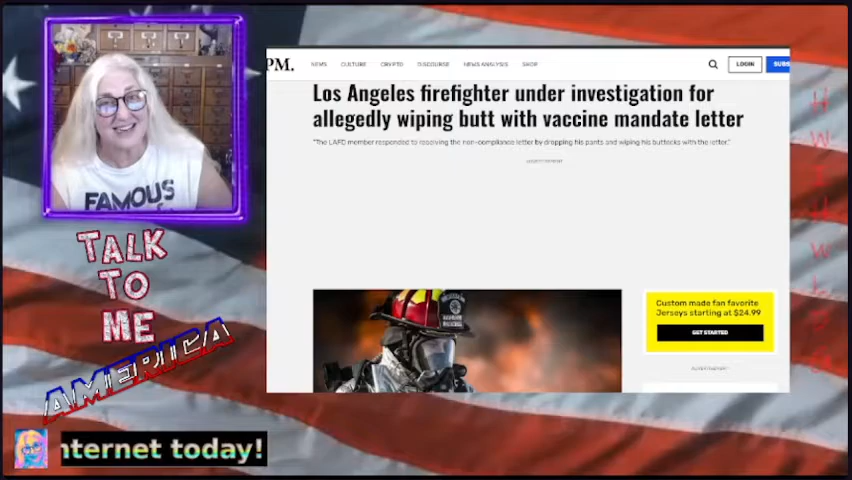 PM.
NEWS CULTURE CRYPTO DISCOURSE NEWS ANALYSIS SHOP
LOGIN
SUBS
Los Angeles firefighter under investigation for
allegedly wiping butt with vaccine mandate letter
"The LAFD member responded to receiving the non-compliance letter by dropping his pants and wiping his buttocks with the letter."
ADVERTISEMENT
FAMOUS
TALK
TO
ME
AMERICA
Custom made fan favorite
Jerseys starting at $24.99
GET STARTED
ADVERTISEMENT
nternet today!